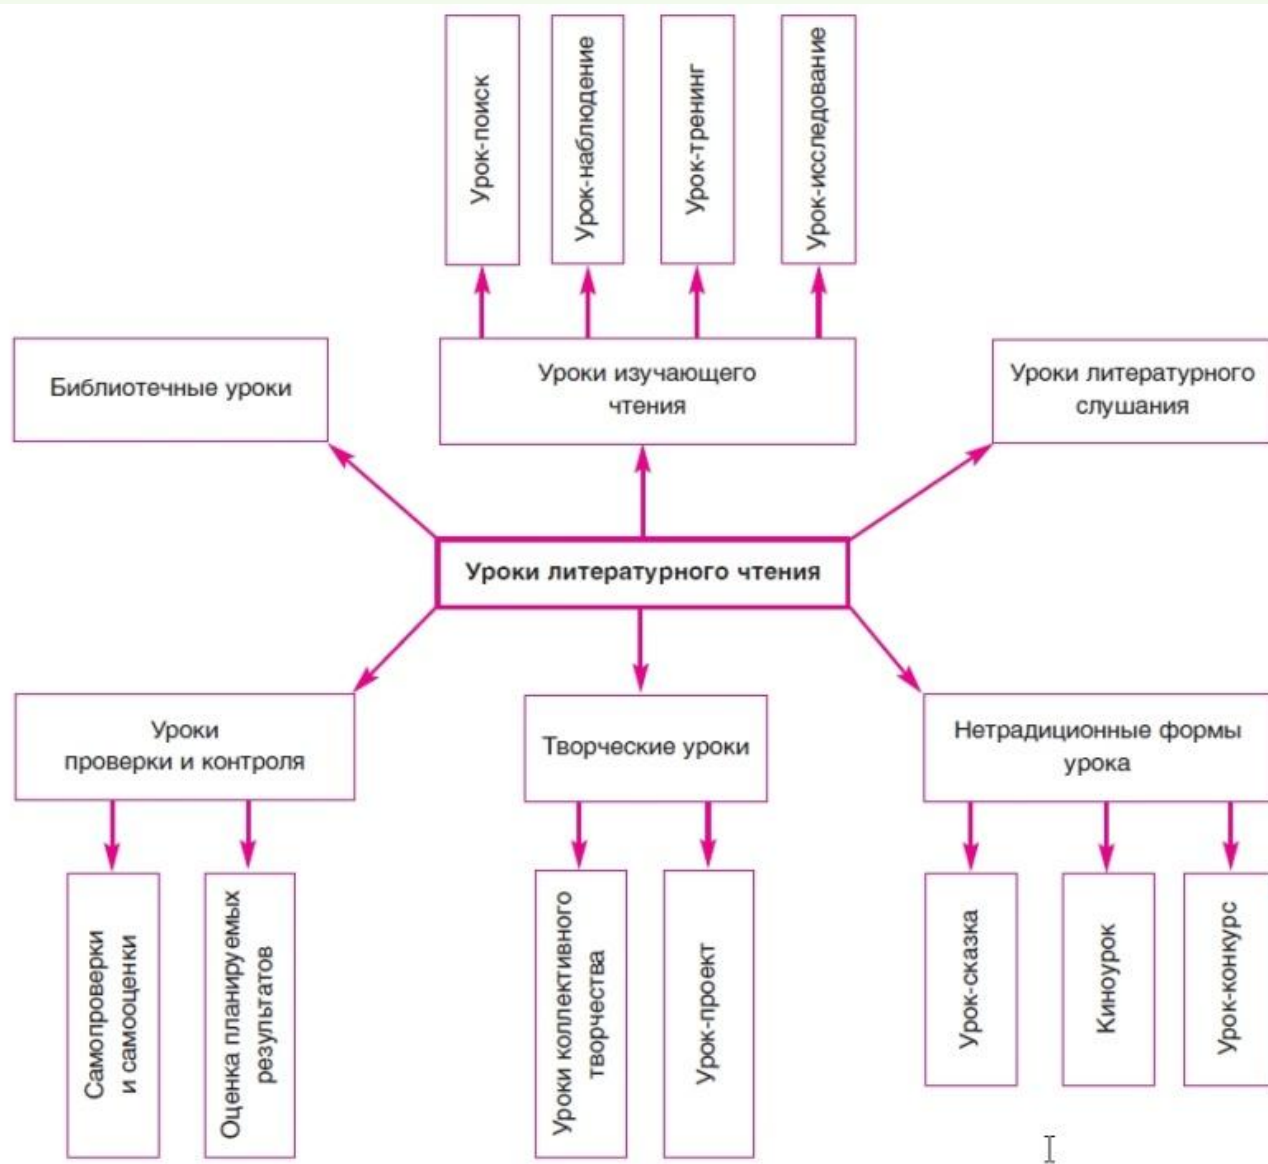 Урок-поиск
Урок-наблюдение
Урок-тренинг
Урок-исследование
Библиотечные уроки
Уроки изучающего
чтения
Уроки литературного
слушания
Уроки литературного чтения
Уроки
проверки и контроля
Творческие уроки
Нетрадиционные формы
урока
Самопроверки
и самооценки
Оценка планируемых
результатов
Уроки коллективного
творчества
Урок-проект
Урок-сказка
Киноурок
Урок-конкурс